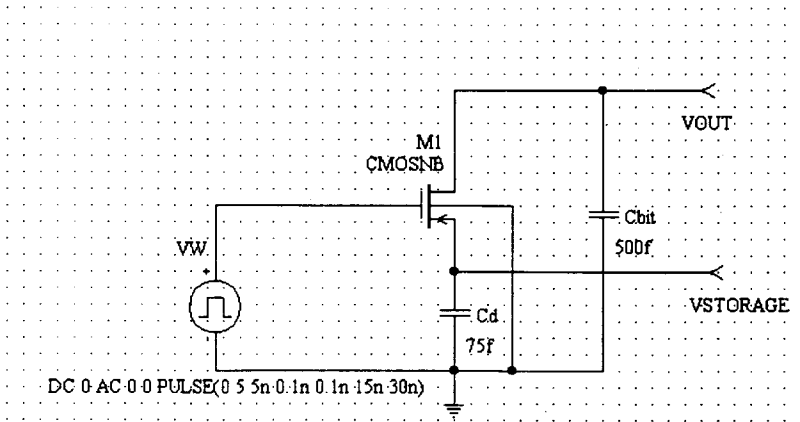 VOUT
M1
CMOSNB
Cbit
500f
VW
+
VSTORAGE
Cd
75f
-
DC 0 AC 0 0 PULSE(0 5 5n 0.1n 0.1n 15n 30n)